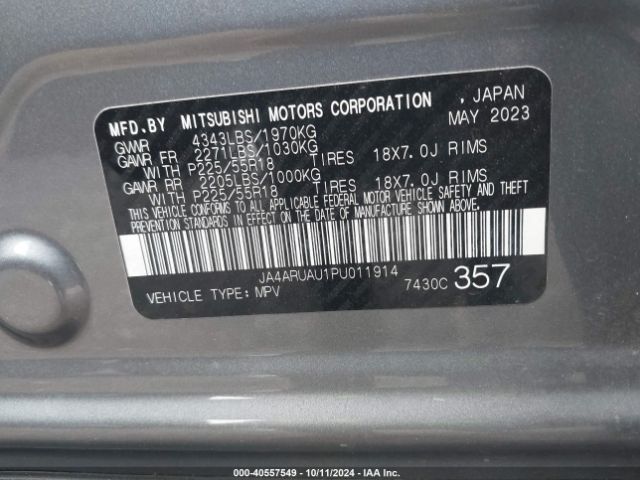 MFD.BY MITSUBISHI MOTORS CORPORATION , JAPAN
GVWR 4343LBS/1970KG MAY 2023
GAWR FR 2271LBS/1030KG
WITH P225/55R18 TIRES 18X7.0J RIMS
GAWR RR 2205LBS/1000KG
WITH P225/55R18 TIRES 18X7.0J RIMS
THIS VEHICLE CONFORMS TO ALL APPLICABLE FEDERAL MOTOR VEHICLE SAFETY AND THEFT
PREVENTION STANDARDS IN EFFECT ON THE DATE OF MANUFACTURE SHOWN ABOVE.
JA4ARUAU1PU011914
VEHICLE TYPE: MPV 7430C 357
000-40557549 - 10/11/2024 - IAA Inc.